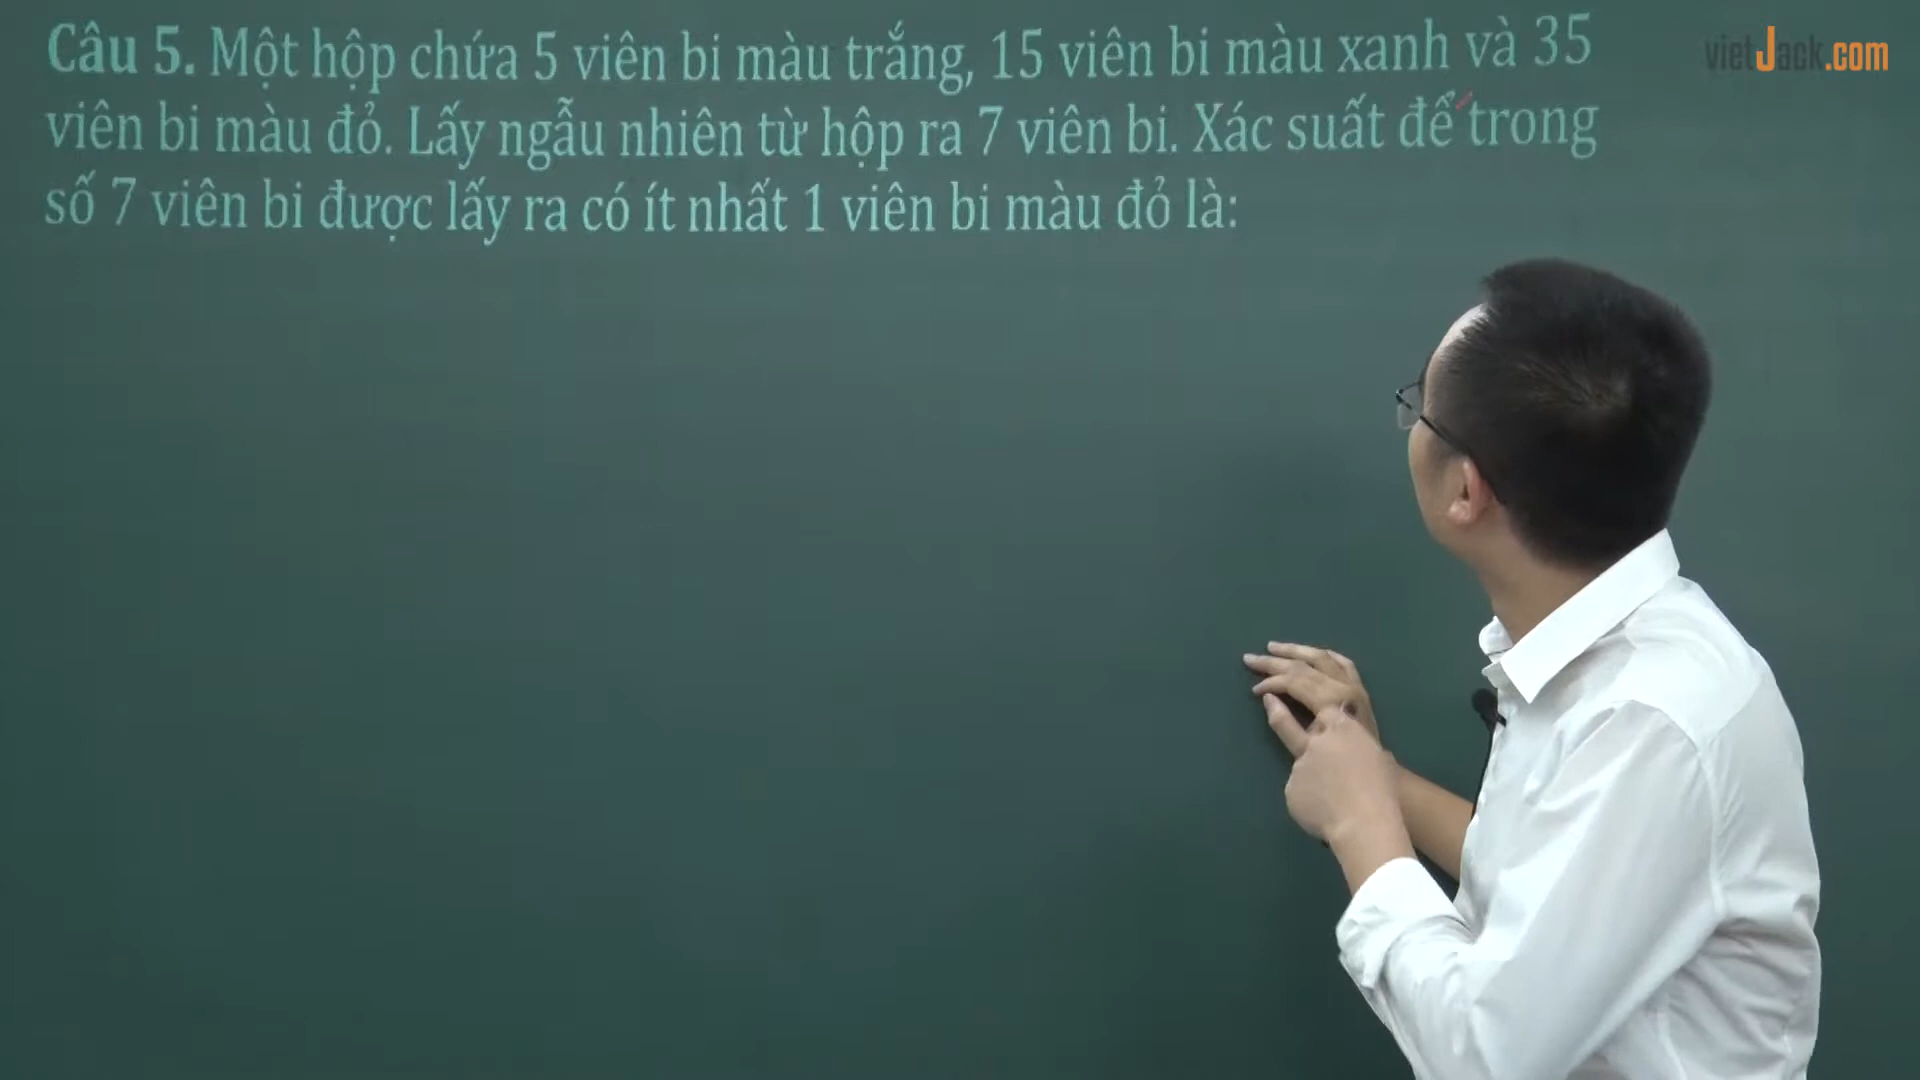 vietJack.com
Câu 5. Một hộp chứa 5 viên bi màu trắng, 15 viên bi màu xanh và 35
viên bi màu đỏ. Lấy ngẫu nhiên từ hộp ra 7 viên bi. Xác suất để trong
số 7 viên bi được lấy ra có ít nhất 1 viên bi màu đỏ là: